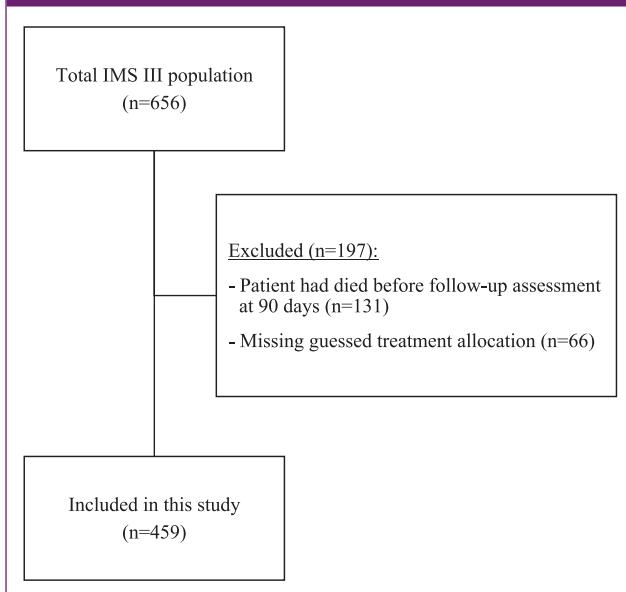 Total IMS III population
(n=656)
Excluded (n=197):
- Patient had died before follow-up assessment
at 90 days (n=131)
- Missing guessed treatment allocation (n=66)
Included in this study
(n=459)